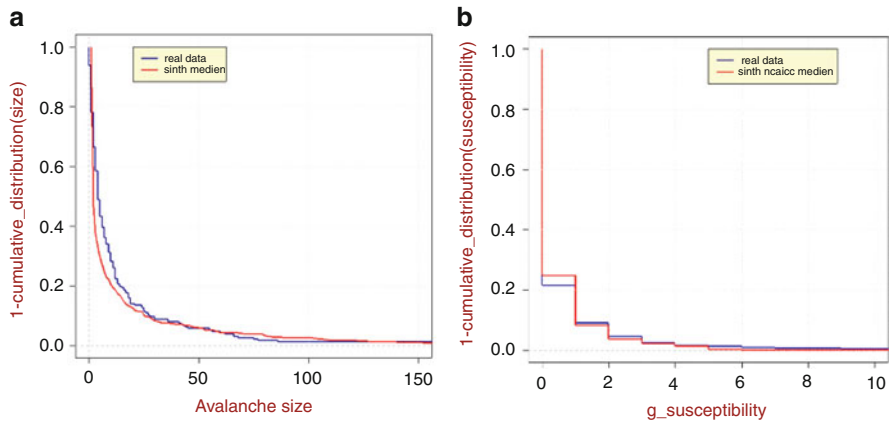 a
real data
sinth medien
1.0
0.8
0.6
0.4
0.2
0.0
1-cumulative_distribution(size)
0
50
100
150
Avalanche size
b
real data
sinth ncaicc medien
1.0
0.8
0.6
0.4
0.2
0.0
1-cumulative_distribution(susceptibility)
0
2
4
6
8
10
g_susceptibility